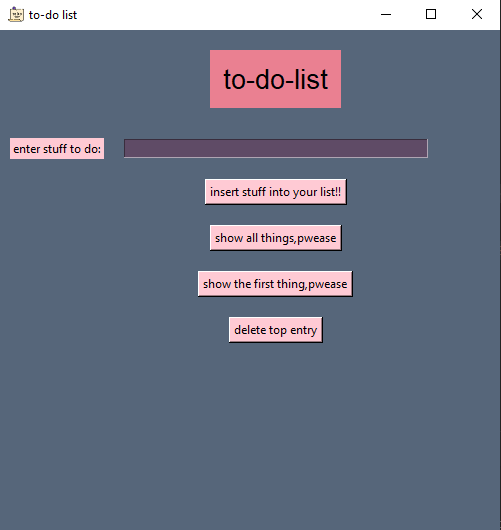 to-do list
to-do-list
enter stuff to do:
insert stuff into your list!!
show all things,pwease
show the first thing,pwease
delete top entry